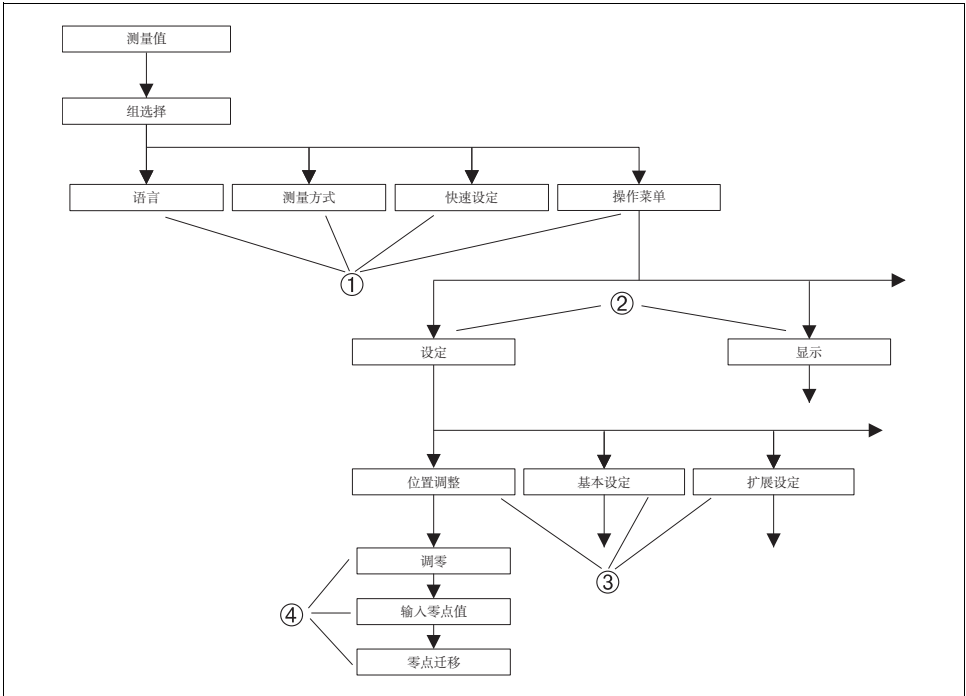 测量值
组选择
语言
测量方式
快速设定
操作菜单
①
②
设定
显示
位置调整
基本设定
扩展设定
调零
③
④
输入零点值
零点迁移